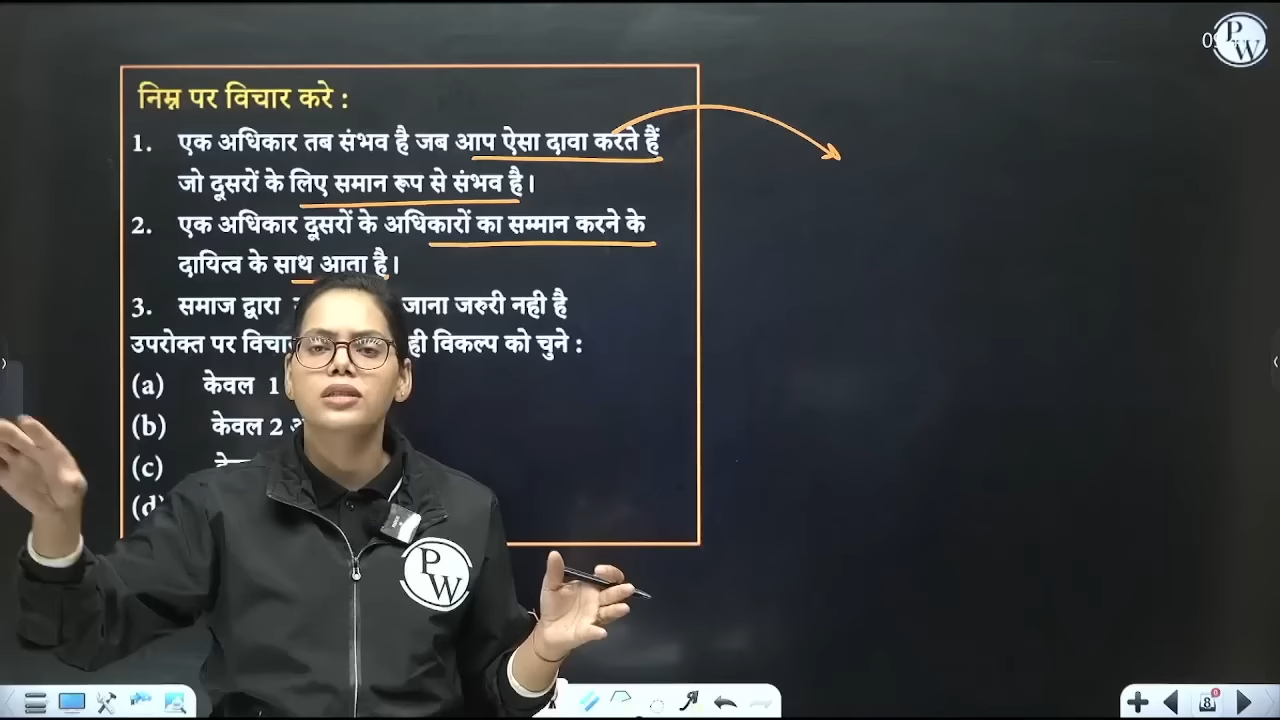 PW
निम्न पर विचार करे :
1. एक अधिकार तब संभव है जब आप ऐसा दावा करते हैं
जो दूसरों के लिए समान रूप से संभव है।
2. एक अधिकार दूसरों के अधिकारों का सम्मान करने के
दायित्व के साथ आता है।
3. समाज द्वारा जाना जरुरी नही है
उपरोक्त पर विचार ही विकल्प को चुने :
(a) केवल 1
(b) केवल 2
(c)
(d)
PW
8